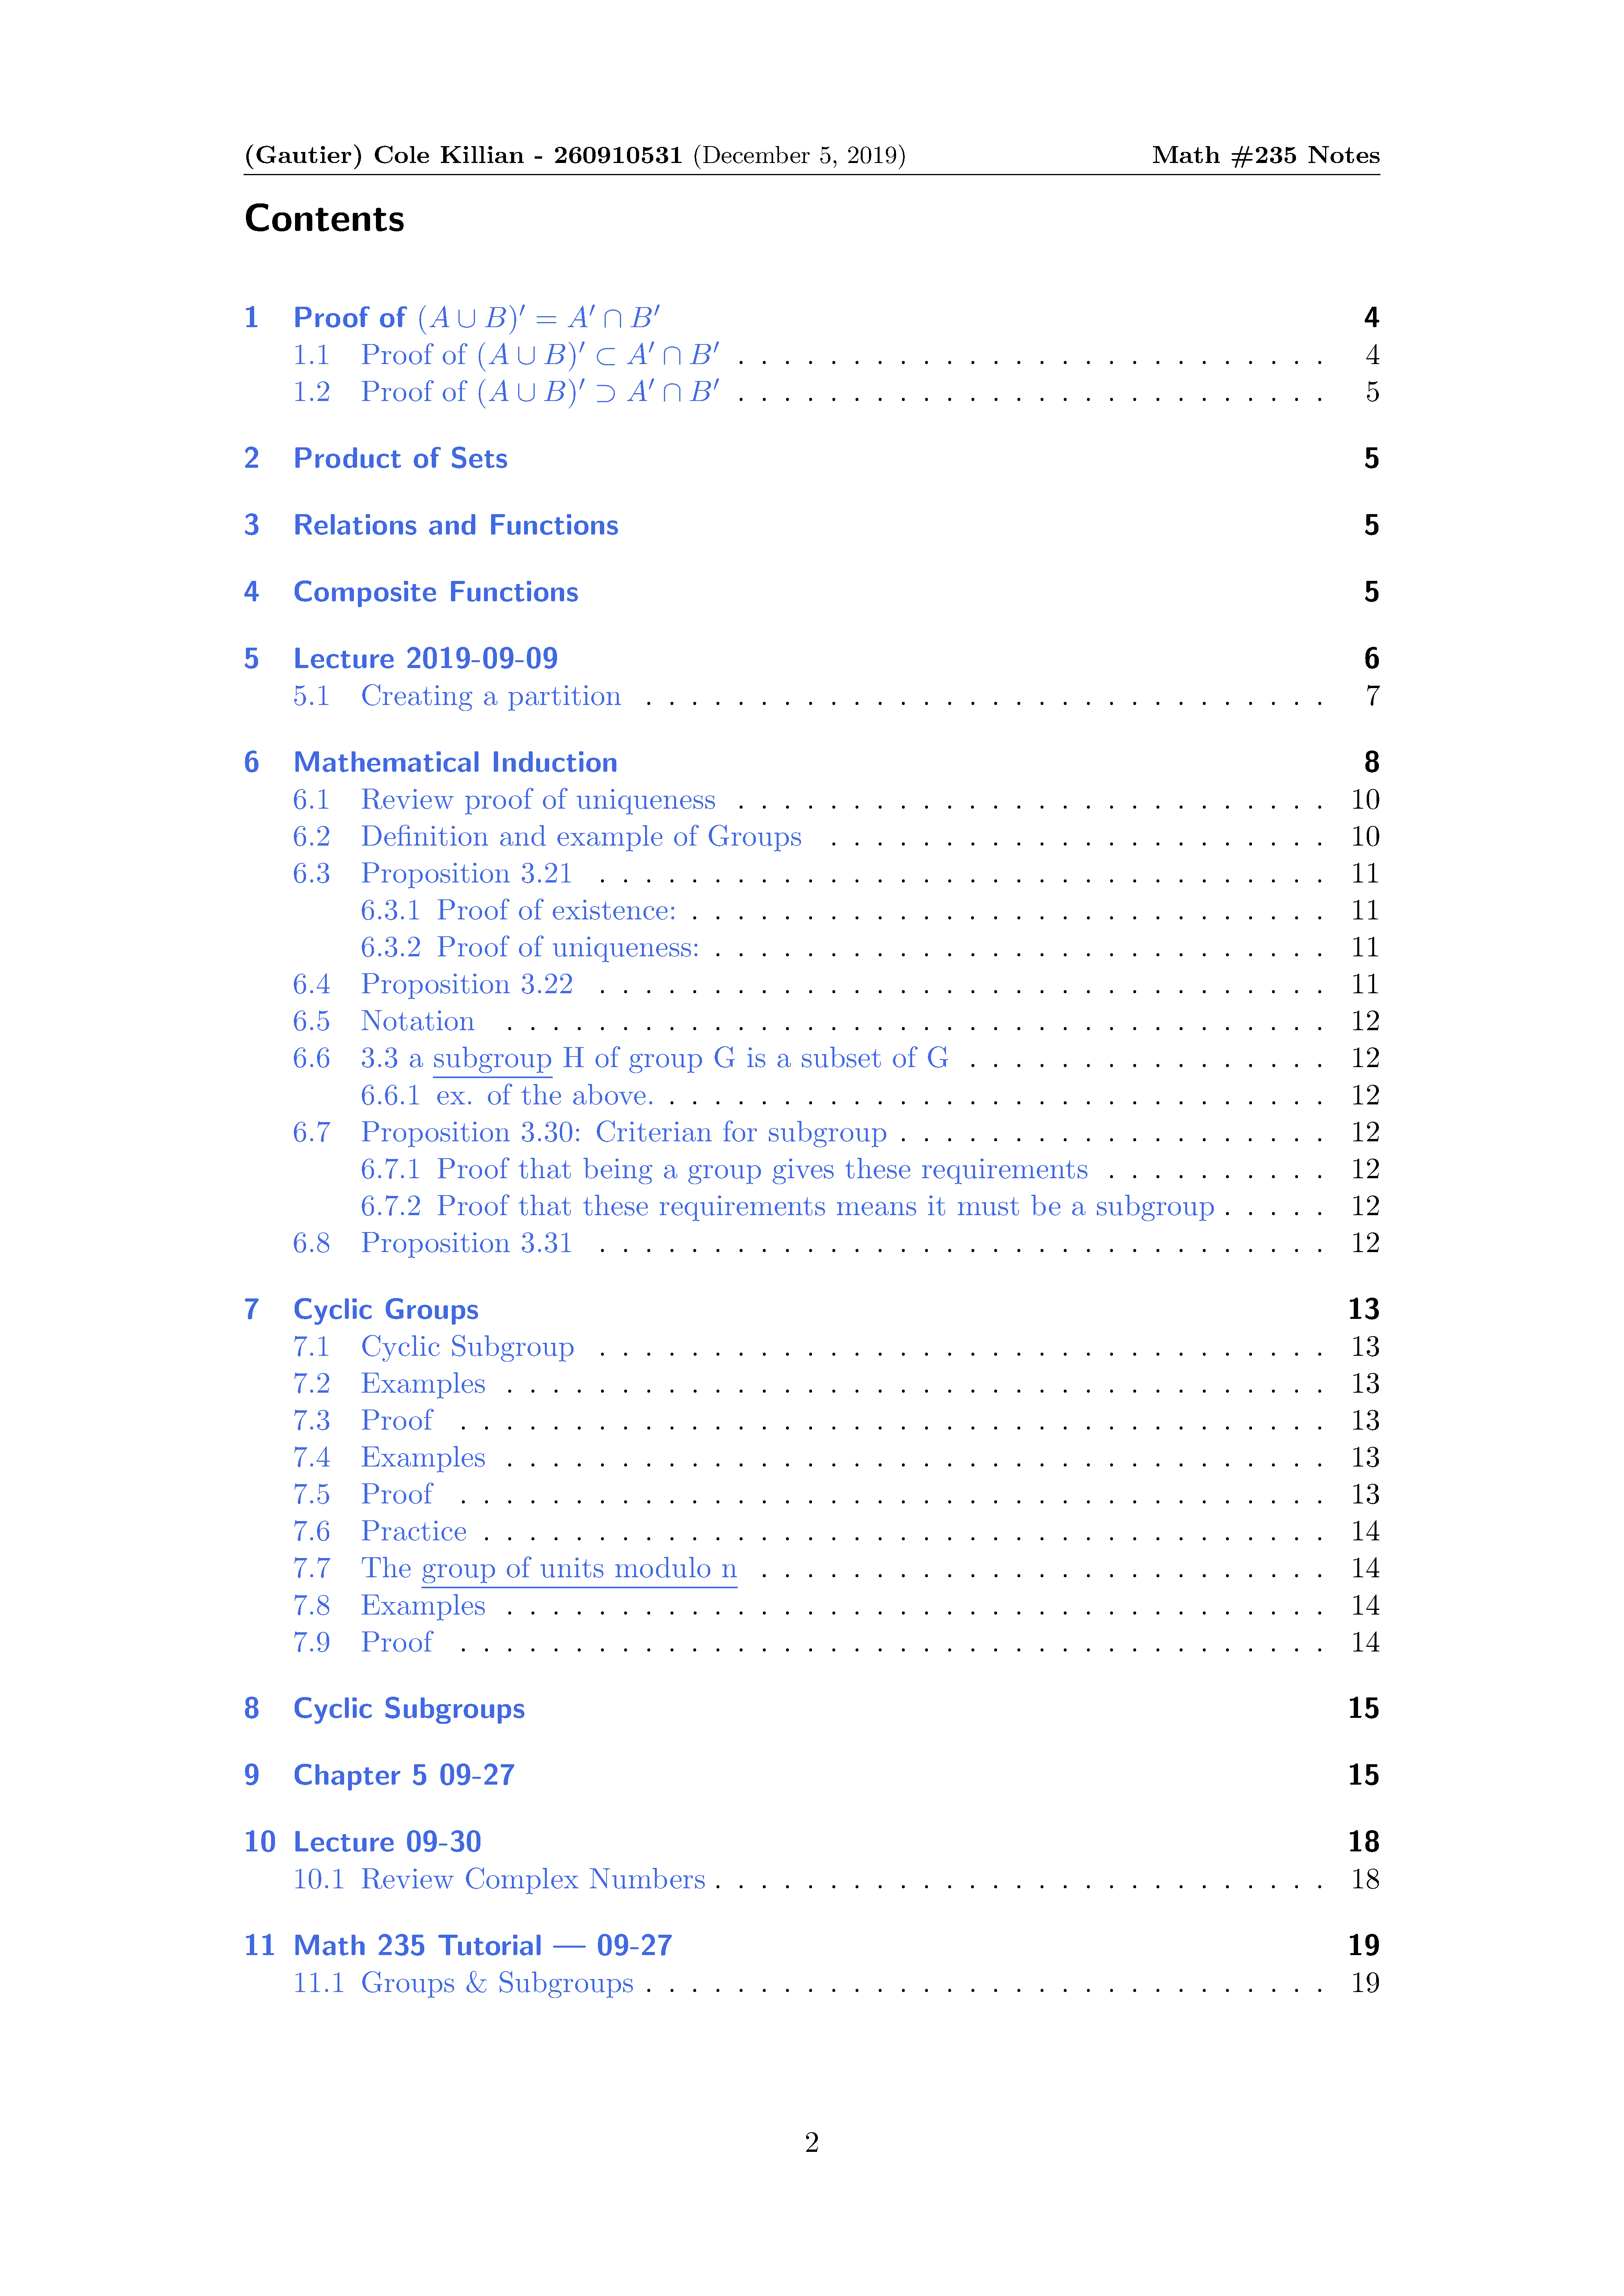 (Gautier) Cole Killian - 260910531 (December 5, 2019) Math #235 Notes
Contents
1 Proof of (A ∪ B)′ = A′ ∩ B′ 4
1.1 Proof of (A ∪ B)′ ⊂ A′ ∩ B′ . . . . . . . . . . . . . . . . . . . . . . . . . . 4
1.2 Proof of (A ∪ B)′ ⊃ A′ ∩ B′ . . . . . . . . . . . . . . . . . . . . . . . . . . 5
2 Product of Sets 5
3 Relations and Functions 5
4 Composite Functions 5
5 Lecture 2019-09-09 6
5.1 Creating a partition . . . . . . . . . . . . . . . . . . . . . . . . . . . . . . 7
6 Mathematical Induction 8
6.1 Review proof of uniqueness . . . . . . . . . . . . . . . . . . . . . . . . . . 10
6.2 Definition and example of Groups . . . . . . . . . . . . . . . . . . . . . . 10
6.3 Proposition 3.21 . . . . . . . . . . . . . . . . . . . . . . . . . . . . . . . . 11
6.3.1 Proof of existence: . . . . . . . . . . . . . . . . . . . . . . . . . . . . 11
6.3.2 Proof of uniqueness: . . . . . . . . . . . . . . . . . . . . . . . . . . . 11
6.4 Proposition 3.22 . . . . . . . . . . . . . . . . . . . . . . . . . . . . . . . . 11
6.5 Notation . . . . . . . . . . . . . . . . . . . . . . . . . . . . . . . . . . . . 12
6.6 3.3 a subgroup H of group G is a subset of G . . . . . . . . . . . . . . . . 12
6.6.1 ex. of the above. . . . . . . . . . . . . . . . . . . . . . . . . . . . . . 12
6.7 Proposition 3.30: Criterian for subgroup . . . . . . . . . . . . . . . . . . . 12
6.7.1 Proof that being a group gives these requirements . . . . . . . . . . 12
6.7.2 Proof that these requirements means it must be a subgroup . . . . . 12
6.8 Proposition 3.31 . . . . . . . . . . . . . . . . . . . . . . . . . . . . . . . . 12
7 Cyclic Groups 13
7.1 Cyclic Subgroup . . . . . . . . . . . . . . . . . . . . . . . . . . . . . . . . 13
7.2 Examples . . . . . . . . . . . . . . . . . . . . . . . . . . . . . . . . . . . . 13
7.3 Proof . . . . . . . . . . . . . . . . . . . . . . . . . . . . . . . . . . . . . . 13
7.4 Examples . . . . . . . . . . . . . . . . . . . . . . . . . . . . . . . . . . . . 13
7.5 Proof . . . . . . . . . . . . . . . . . . . . . . . . . . . . . . . . . . . . . . 13
7.6 Practice . . . . . . . . . . . . . . . . . . . . . . . . . . . . . . . . . . . . . 14
7.7 The group of units modulo n . . . . . . . . . . . . . . . . . . . . . . . . . 14
7.8 Examples . . . . . . . . . . . . . . . . . . . . . . . . . . . . . . . . . . . . 14
7.9 Proof . . . . . . . . . . . . . . . . . . . . . . . . . . . . . . . . . . . . . . 14
8 Cyclic Subgroups 15
9 Chapter 5 09-27 15
10 Lecture 09-30 18
10.1 Review Complex Numbers . . . . . . . . . . . . . . . . . . . . . . . . . . . 18
11 Math 235 Tutorial — 09-27 19
11.1 Groups & Subgroups . . . . . . . . . . . . . . . . . . . . . . . . . . . . . . 19
2